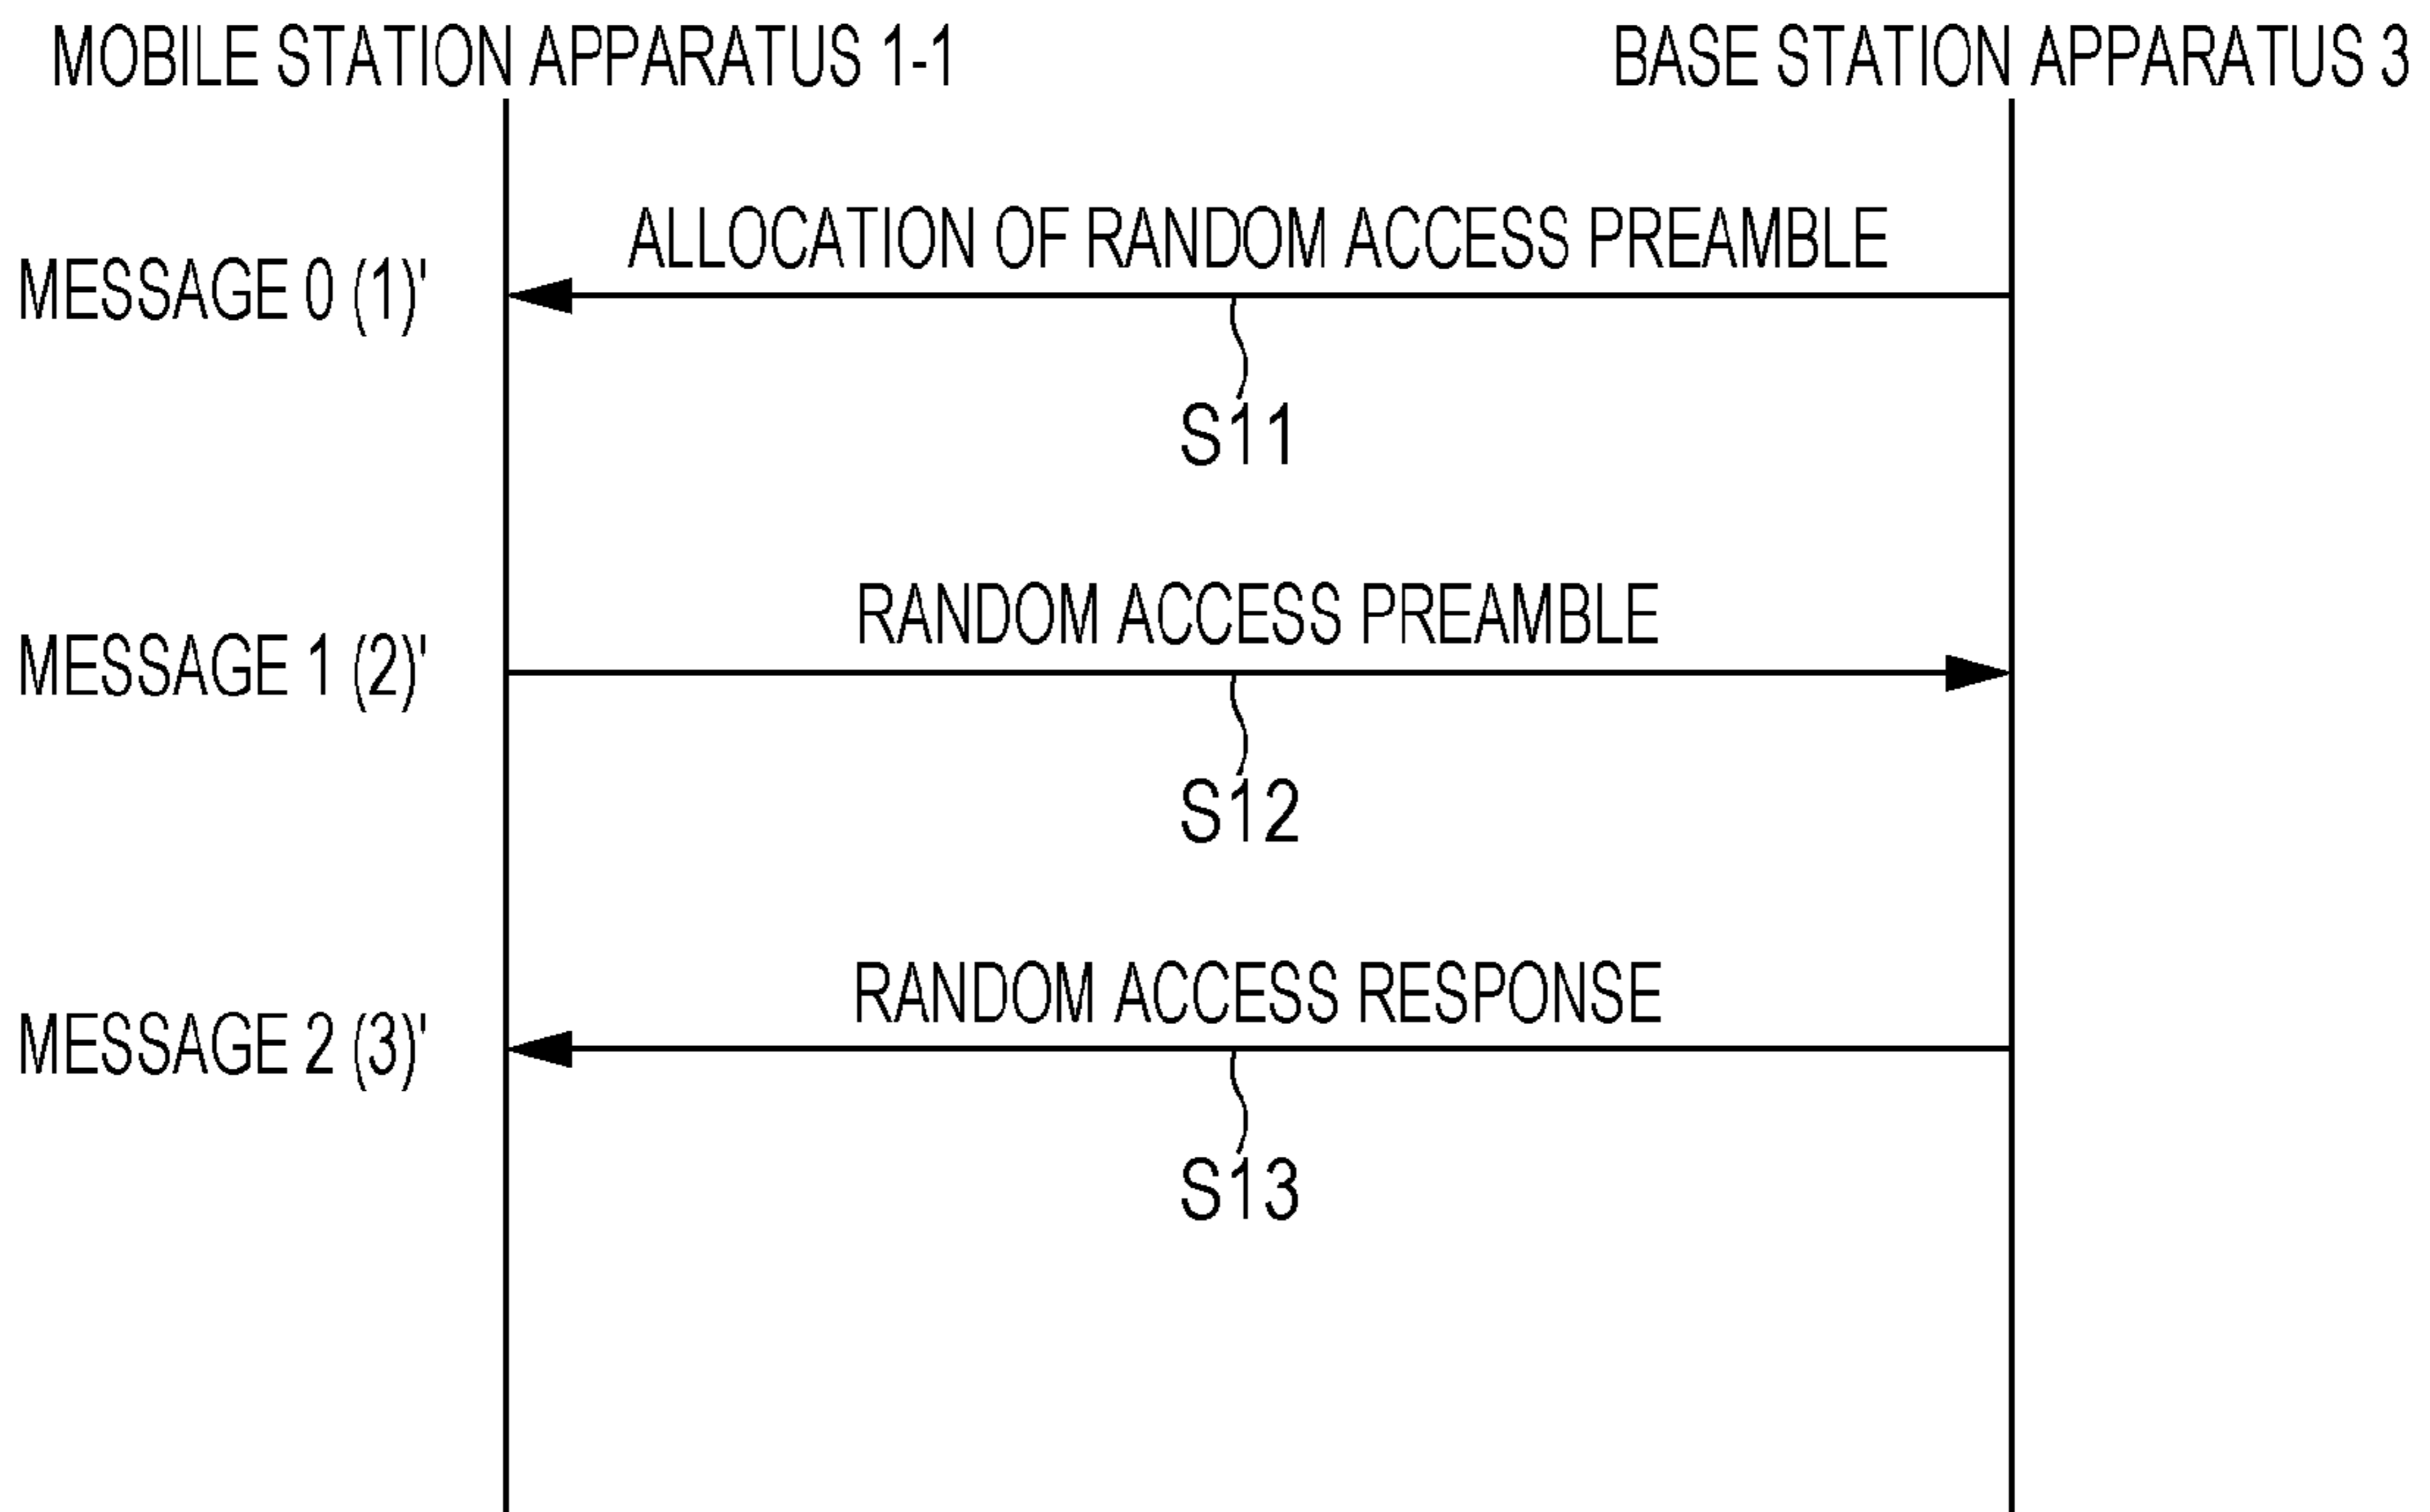 MOBILE STATION APPARATUS 1-1
BASE STATION APPARATUS 3
ALLOCATION OF RANDOM ACCESS PREAMBLE
MESSAGE 0 (1)'
S11
RANDOM ACCESS PREAMBLE
MESSAGE 1 (2)'
S12
RANDOM ACCESS RESPONSE
MESSAGE 2 (3)'
S13